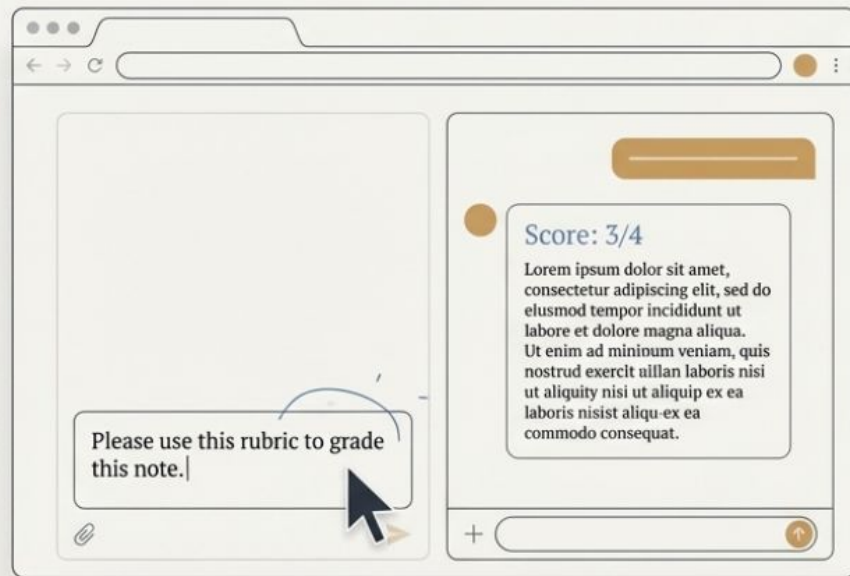 Please use this rubric to grade
this note.
Score: 3/4
Lorem ipsum dolor sit amet,
consectetur adipiscing elit, sed do
elusmod tempor incididunt ut
labore et dolore magna aliqua.
Ut enim ad minioum veniam, quis
nostrud exercit aillan laboris nisi
ut aliquity nisi ut aliquip ex ea
laboris nisist aliqu-ex ea
commodo consequat.